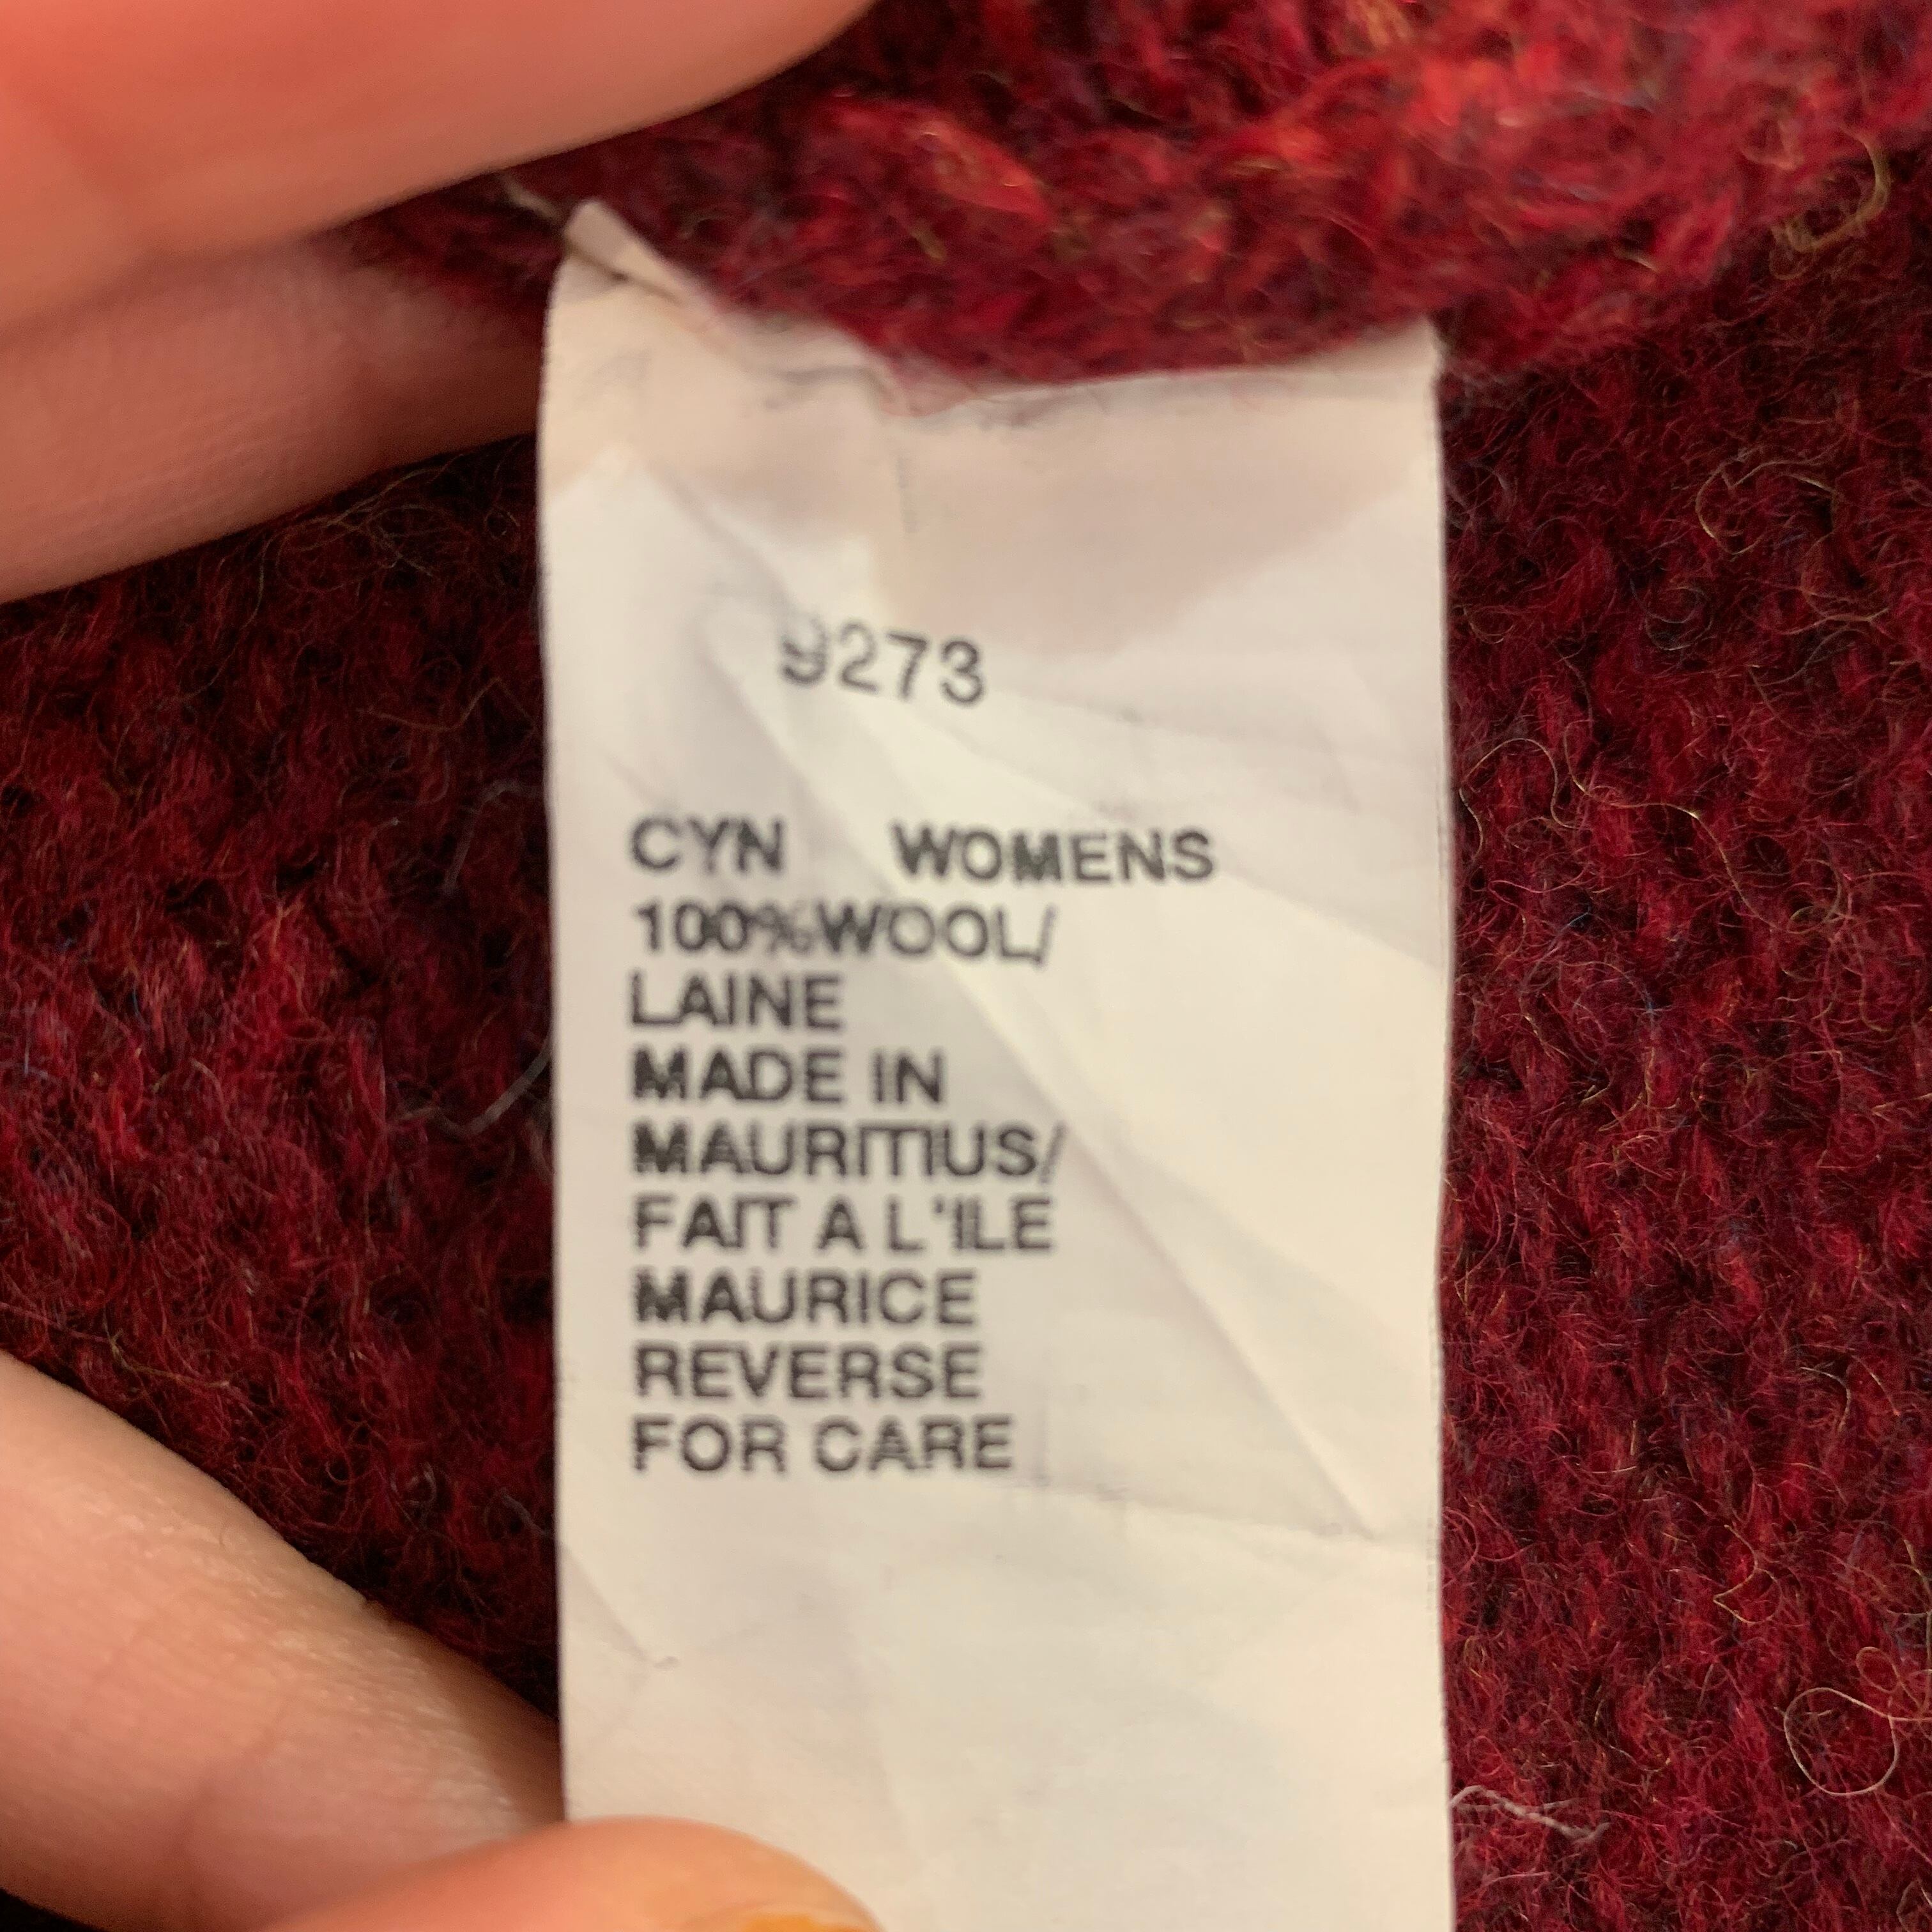 9273
CYN WOMENS
100%WOOL/
LAINE
MADE IN
MAURITIUS/
FAIT A L'ILE
MAURICE
REVERSE
FOR CARE